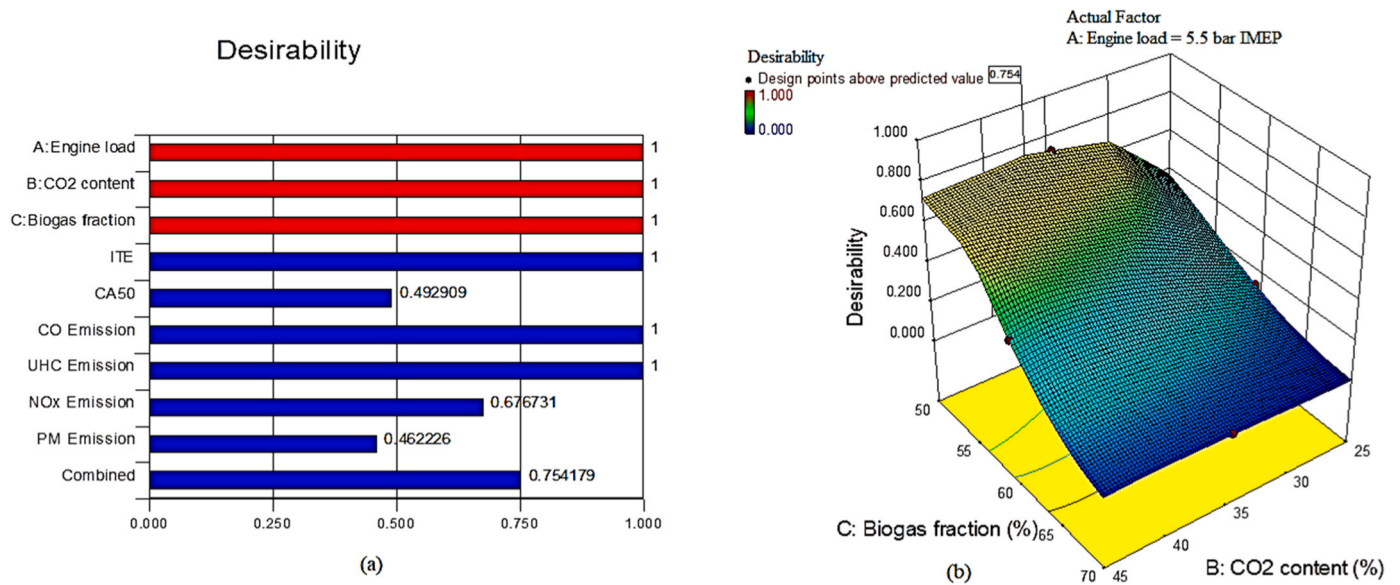 Desirability
A:Engine load
1
B:CO2 content
1
C:Biogas fraction
1
ITE
1
CA50
0.492909
CO Emission
1
UHC Emission
1
NOx Emission
0.676731
PM Emission
0.462226
Combined
0.754179
0.000 0.250 0.500 0.750 1.000
(a)
Actual Factor
A: Engine load = 5.5 bar IMEP
Desirability
Design points above predicted value 0.754
1.000
0.000
1.000
0.800
0.600
0.400
0.200
0.000
Desirability
50
55
60
65
70
C: Biogas fraction (%)
25
30
35
40
45
B: CO2 content (%)
(b)